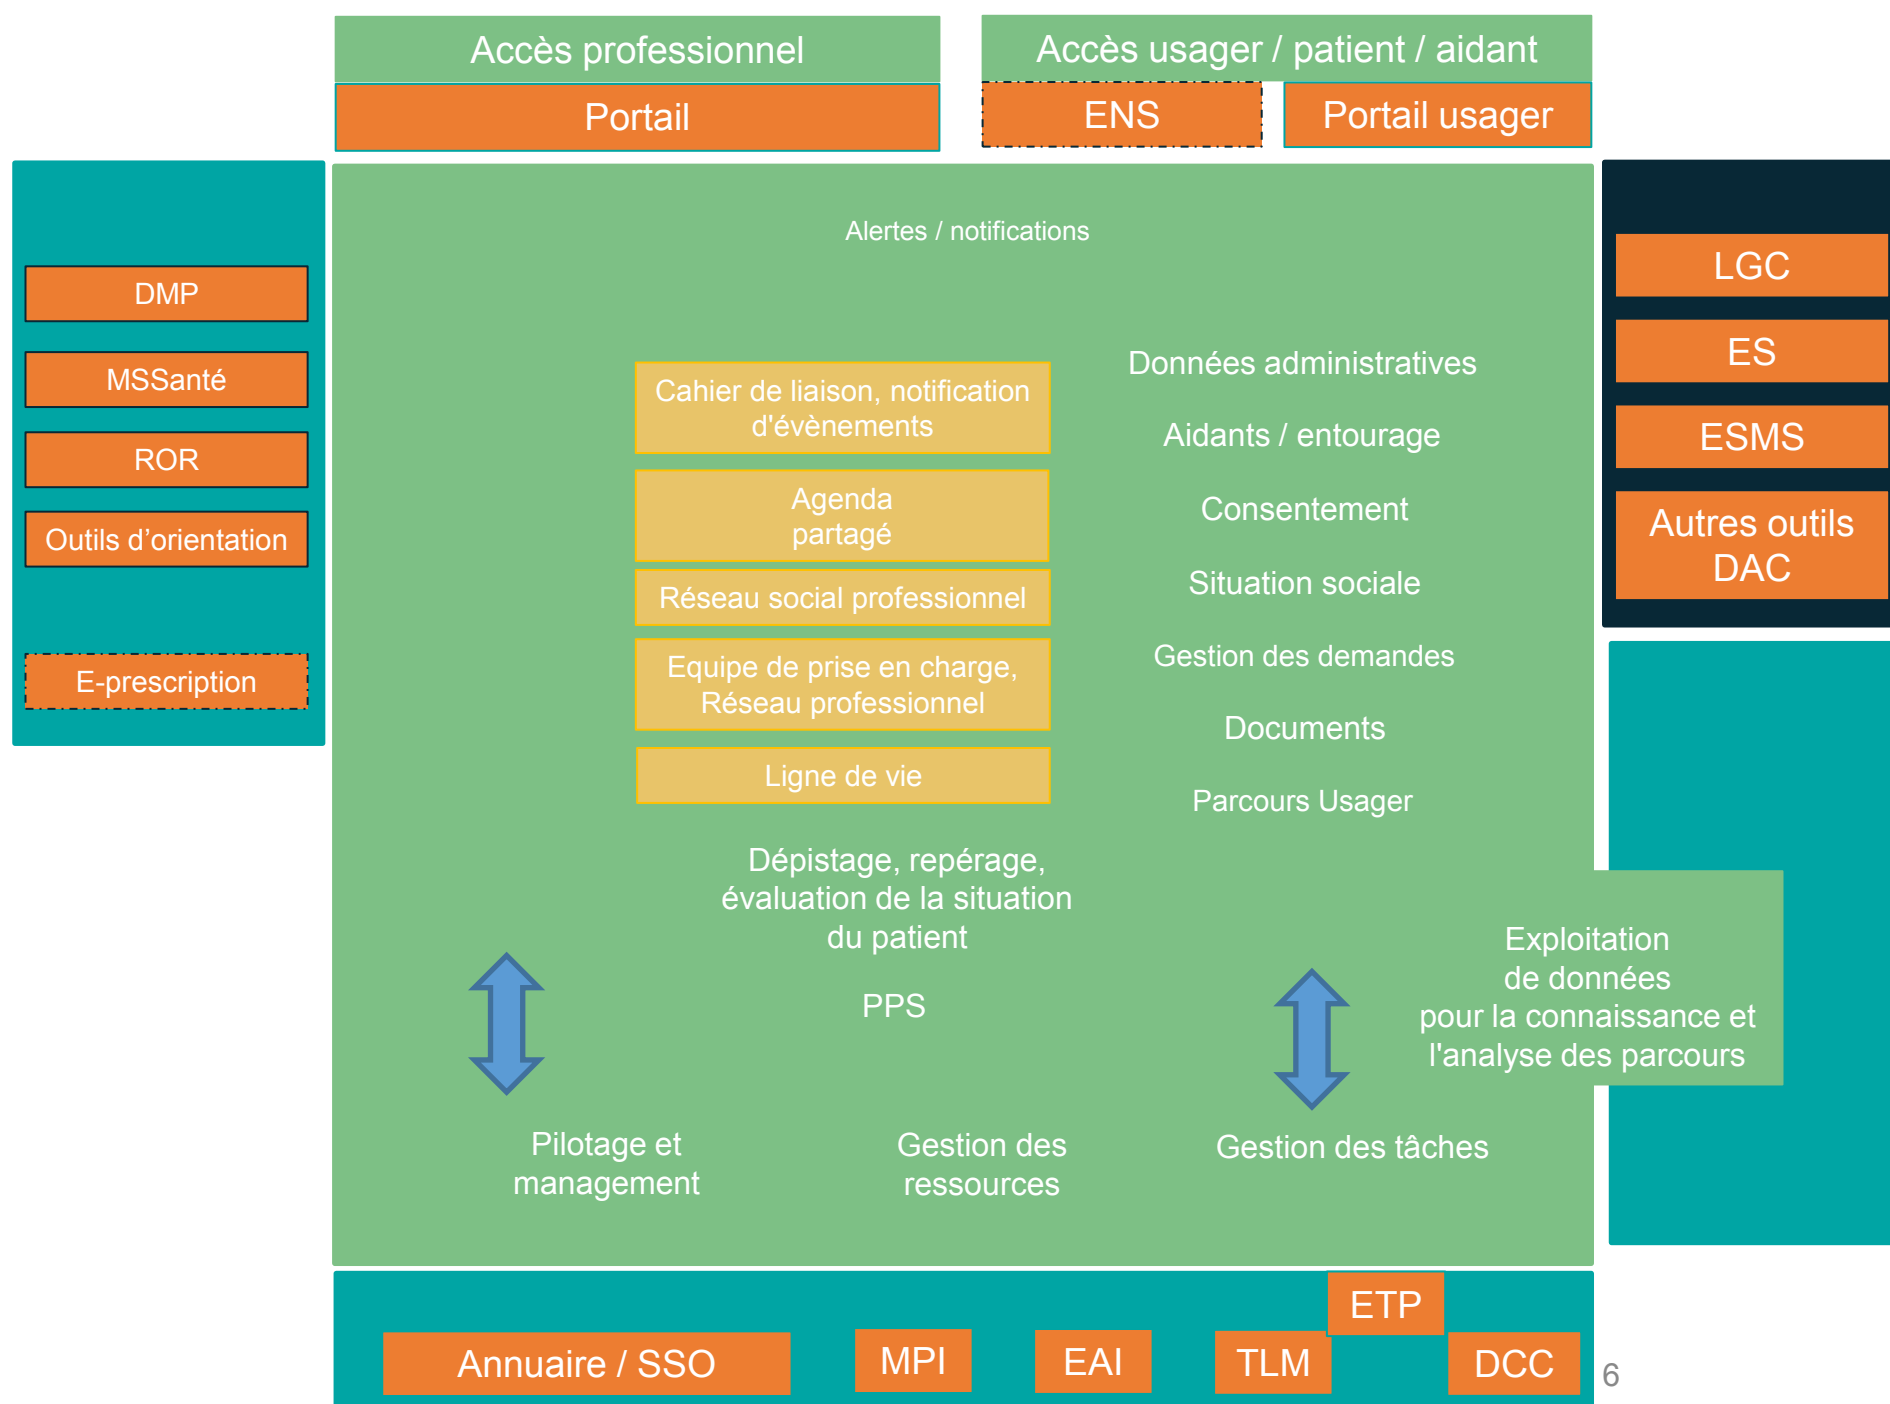 Accès professionnel
Accès usager / patient / aidant
Portail
ENS
Portail usager
DMP
MSSanté
ROR
Outils d’orientation
E-prescription
Alertes / notifications
Cahier de liaison, notification
d'évènements
Agenda
partagé
Réseau social professionnel
Equipe de prise en charge,
Réseau professionnel
Ligne de vie
Données administratives
Aidants / entourage
Consentement
Situation sociale
Gestion des demandes
Documents
Parcours Usager
Dépistage, repérage,
évaluation de la situation
du patient
PPS
Pilotage et
management
Gestion des
ressources
Gestion des tâches
LGC
ES
ESMS
Autres outils
DAC
Exploitation
de données
pour la connaissance et
l'analyse des parcours
Annuaire / SSO
MPI
EAI
TLM
ETP
DCC
6